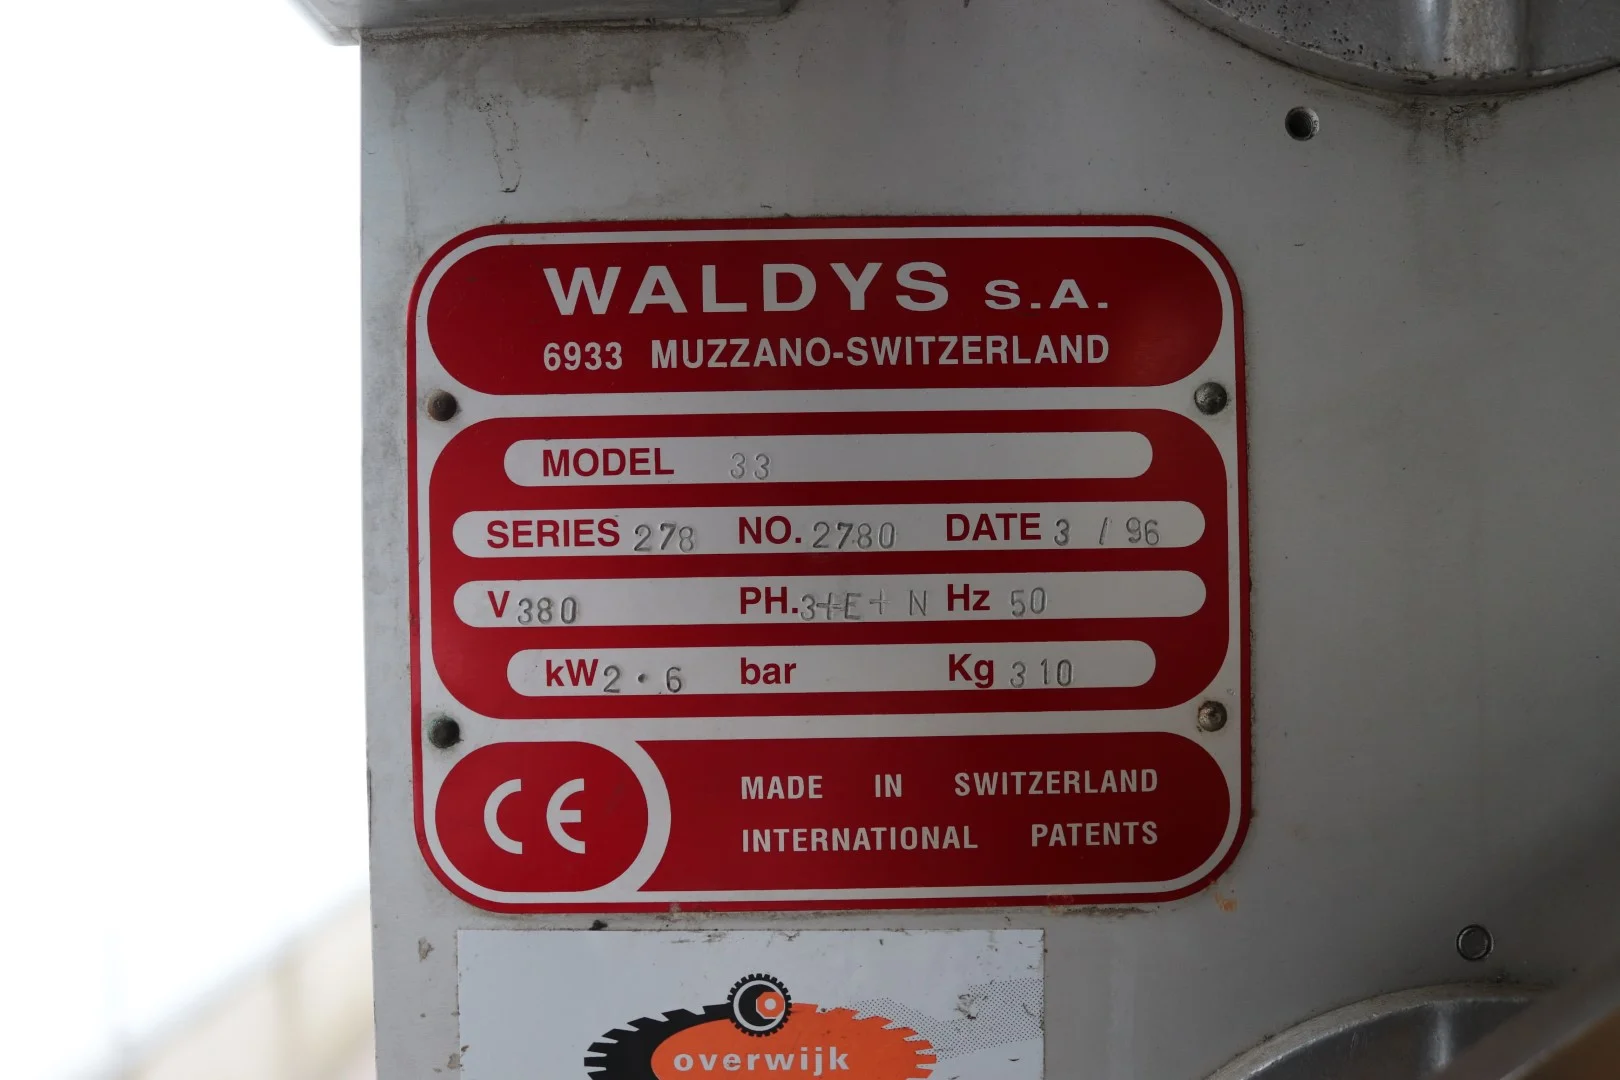 WALDYS S.A.
6933 MUZZANO-SWITZERLAND
MODEL 33
SERIES 278 NO. 2780 DATE 3 / 96
V 380 PH. 3+E+ N Hz 50
kW 2.6 bar Kg 310
CE MADE IN SWITZERLAND
INTERNATIONAL PATENTS
overwijk